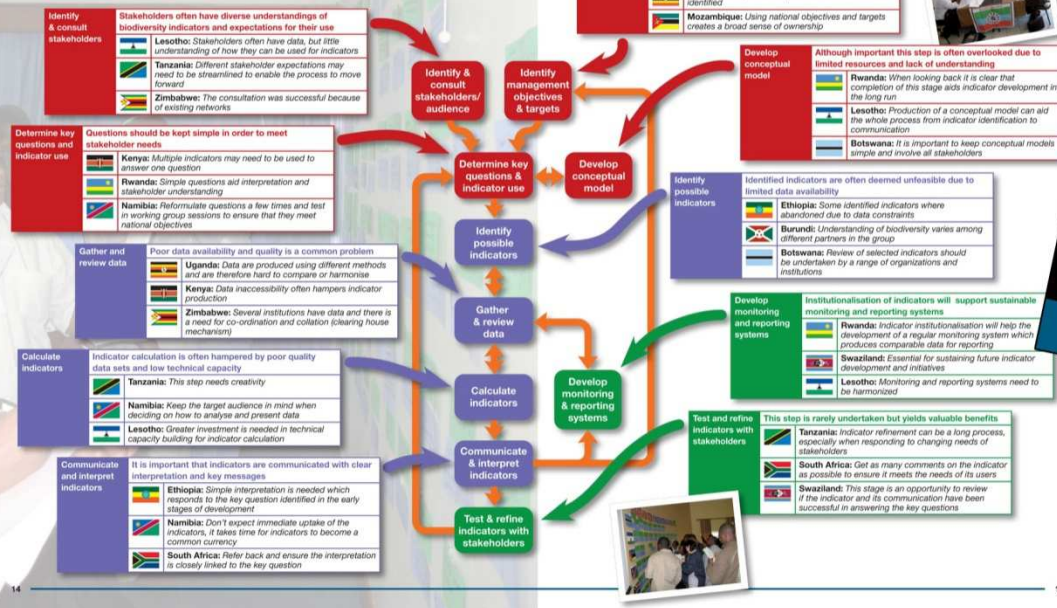 Identify
& consult
stakeholders
Stakeholders often have diverse understandings of
biodiversity indicators and expectations for their use
Lesotho: Stakeholders often have data, but little
understanding of how they can be used for indicators
Tanzania: Different stakeholder expectations may
need to be streamlined to enable the process to move
forward
Zimbabwe: The consultation was successful because
of existing networks
Determine key
questions and
indicator use
Questions should be kept simple in order to meet
stakeholder needs
Kenya: Multiple indicators may need to be used to
answer one question
Rwanda: Simple questions aid interpretation and
stakeholder understanding
Namibia: Reformulate questions a few times and test
in working group sessions to ensure that they meet
national objectives
Gather and
review data
Poor data availability and quality is a common problem
Uganda: Data are produced using different methods
and are therefore hard to compare or harmonise
Kenya: Data inaccessibility often hampers indicator
production
Zimbabwe: Several institutions have data and there is
a need for co-ordination and collation (clearing house
mechanism)
Calculate
indicators
Indicator calculation is often hampered by poor quality
data sets and low technical capacity
Tanzania: This step needs creativity
Namibia: Keep the target audience in mind when
deciding on how to analyse and present data
Lesotho: Greater investment is needed in technical
capacity building for indicator calculation
Communicate
and interpret
indicators
It is important that indicators are communicated with clear
interpretation and key messages
Ethiopia: Simple interpretation is needed which
responds to the key question identified in the early
stages of development
Namibia: Don't expect immediate uptake of the
indicators, it takes time for indicators to become a
common currency
South Africa: Refer back and ensure the interpretation
is closely linked to the key question
14
Identify &
consult
stakeholders/
audience
Identify
management
objectives
& targets
Determine key
questions &
indicator use
Develop
conceptual
model
Identify
possible
indicators
Gather
& review
data
Calculate
indicators
Develop
monitoring
& reporting
systems
Communicate
& interpret
indicators
Test & refine
indicators with
stakeholders
identified
Mozambique: Using national objectives and targets
creates a broad sense of ownership
Develop
conceptual
model
Although important this step is often overlooked due to
limited resources and lack of understanding
Rwanda: When looking back it is clear that
completion of this stage aids indicator development in
the long run
Lesotho: Production of a conceptual model can aid
the whole process from indicator identification to
communication
Botswana: It is important to keep conceptual models
simple and involve all stakeholders
Identify
possible
indicators
Identified indicators are often deemed unfeasible due to
limited data availability
Ethiopia: Some identified indicators where
abandoned due to data constraints
Burundi: Understanding of biodiversity varies among
different partners in the group
Botswana: Review of selected indicators should
be undertaken by a range of organizations and
institutions
Develop
monitoring
and reporting
systems
Institutionalisation of indicators will support sustainable
monitoring and reporting systems
Rwanda: Indicator institutionalisation will help the
development of a regular monitoring system which
produces comparable data for reporting
Swaziland: Essential for sustaining future indicator
development and initiatives
Lesotho: Monitoring and reporting systems need to
be harmonized
Test and refine
indicators with
stakeholders
This step is rarely undertaken but yields valuable benefits
Tanzania: Indicator refinement can be a long process,
especially when responding to changing needs of
stakeholders
South Africa: Get as many comments on the indicator
as possible to ensure it meets the needs of its users
Swaziland: This stage is an opportunity to review
if the indicator and its communication have been
successful in answering the key questions